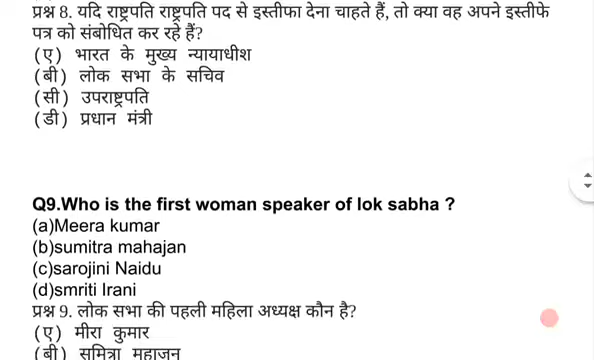 प्रश्न 8. यदि राष्ट्रपति राष्ट्रपति पद से इस्तीफा देना चाहते हैं, तो क्या वह अपने इस्तीफे
पत्र को संबोधित कर रहे हैं?
(ए) भारत के मुख्य न्यायाधीश
(बी) लोक सभा के सचिव
(सी) उपराष्ट्रपति
(डी) प्रधान मंत्री
Q9.Who is the first woman speaker of lok sabha ?
(a)Meera kumar
(b)sumitra mahajan
(c)sarojini Naidu
(d)smriti Irani
प्रश्न 9. लोक सभा की पहली महिला अध्यक्ष कौन है?
(ए) मीरा कुमार
(बी) सुमित्रा महाजन